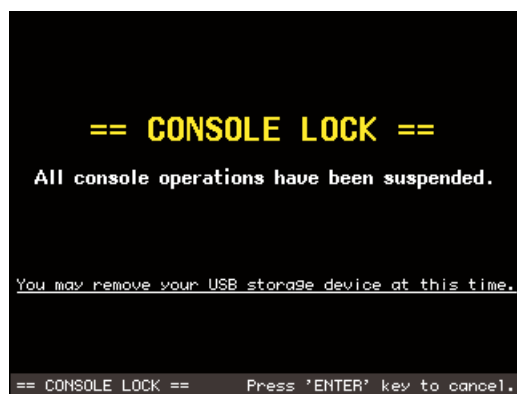 == CONSOLE LOCK ==
All console operations have been suspended.
You may remove your USB storage device at this time.
== CONSOLE LOCK == Press 'ENTER' key to cancel.